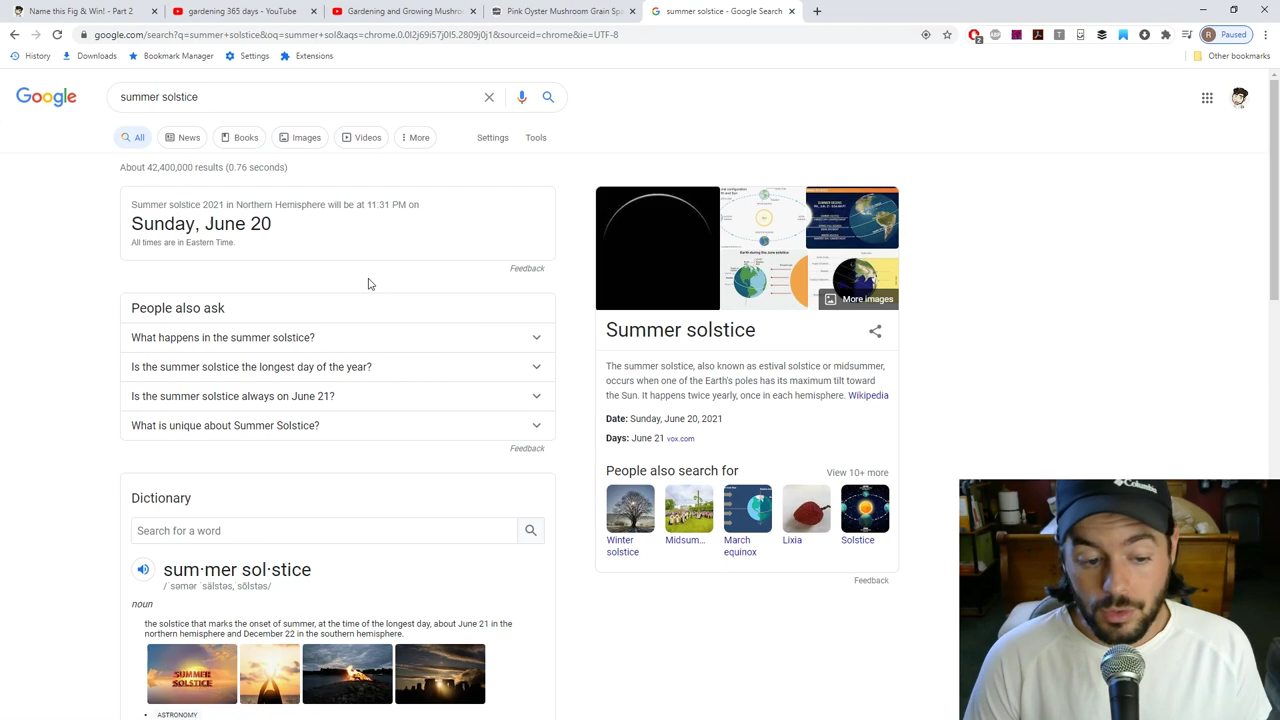 Name this Fig & Win! - Part 2
gardening 365 days - YouTube
Gardening and Growing Mushro
Pink Oyster Mushroom Grain Spa
summer solstice - Google Search
google.com/search?q=summer+solstice&oq=summer+sol&aqs=chrome.0.0l2j69i57j0l5.2809j0j1&sourceid=chrome&ie=UTF-8
2
R
Paused
History
Downloads
Bookmark Manager
Settings
Extensions
Other bookmarks
Google
summer solstice
All
News
Books
Images
Videos
More
Settings
Tools
About 42,400,000 results (0.76 seconds)
Summer solstice 2021 in Northern Hemisphere will be at 11:31 PM on
Sunday, June 20
All times are in Eastern Time.
Feedback
People also ask
What happens in the summer solstice?
Is the summer solstice the longest day of the year?
Is the summer solstice always on June 21?
What is unique about Summer Solstice?
Feedback
Dictionary
Search for a word
sum·mer sol·stice
/ˈsəmər ˈsälstəs,ˈsōlstəs/
noun
the solstice that marks the onset of summer, at the time of the longest day, about June 21 in the
northern hemisphere and December 22 in the southern hemisphere.
SUMMER
SOLSTICE
ASTRONOMY
Earth during the June solstice
More images
Summer solstice
The summer solstice, also known as estival solstice or midsummer,
occurs when one of the Earth's poles has its maximum tilt toward
the Sun. It happens twice yearly, once in each hemisphere. Wikipedia
Date: Sunday, June 20, 2021
Days: June 21 vox.com
People also search for
View 10+ more
Winter
solstice
Midsum...
March
equinox
Lixia
Solstice
Feedback
Columbia